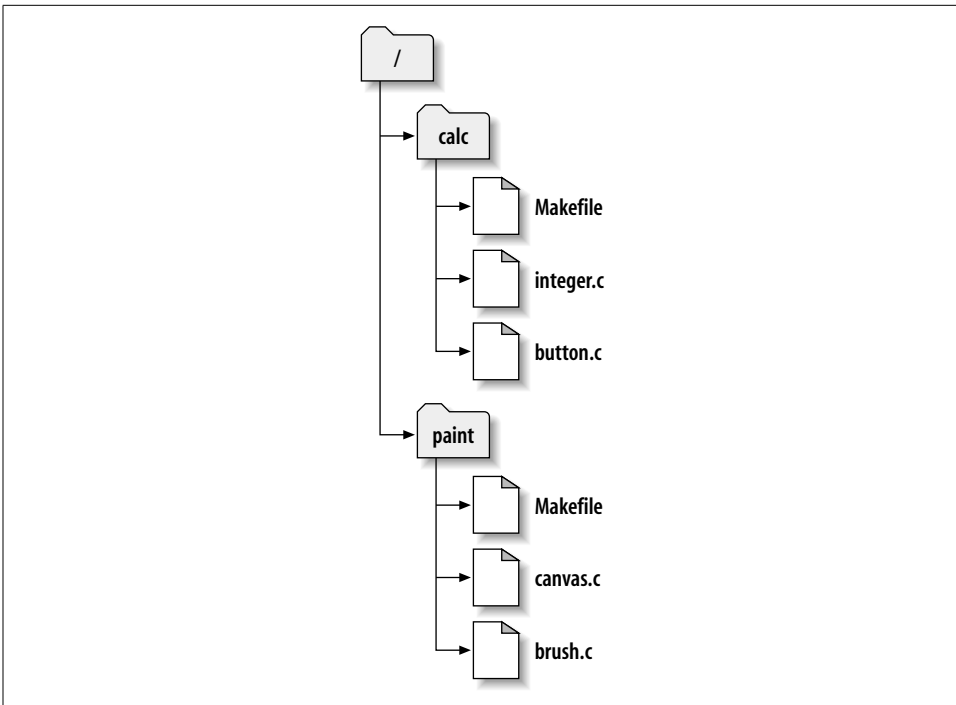 /
calc
Makefile
integer.c
button.c
paint
Makefile
canvas.c
brush.c